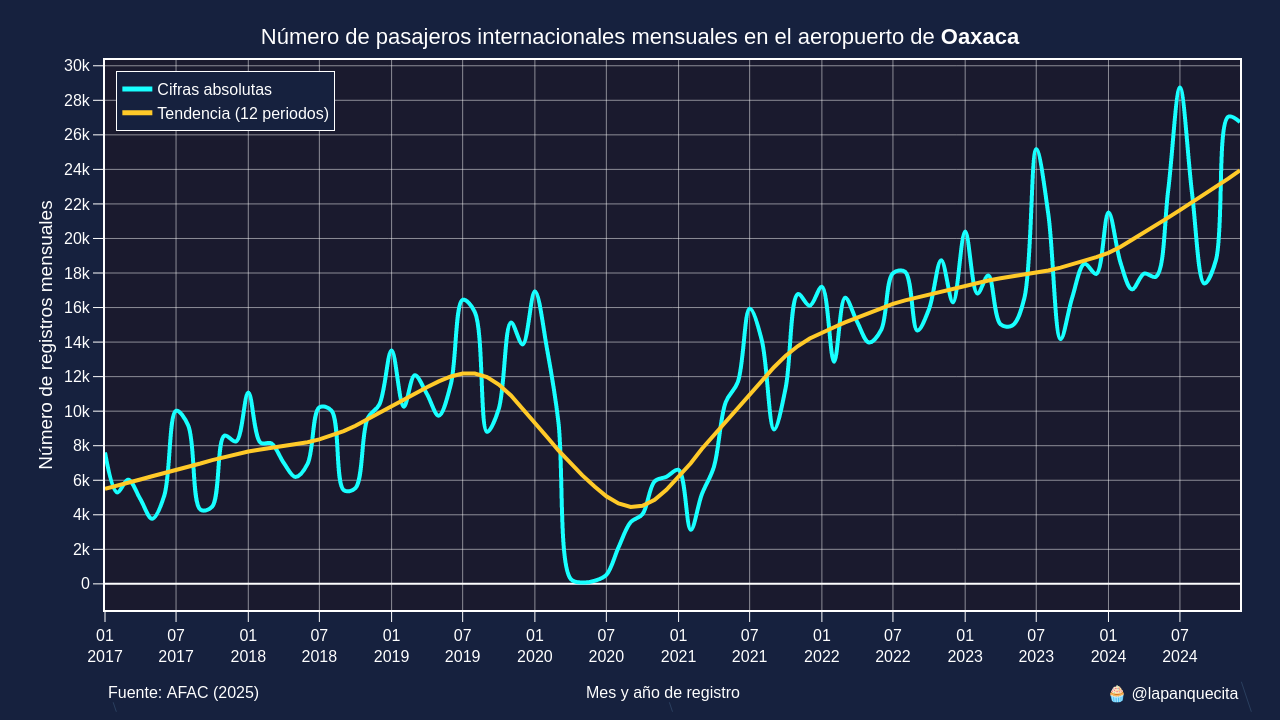 Número de pasajeros internacionales mensuales en el aeropuerto de Oaxaca
Cifras absolutas
Tendencia (12 periodos)
Número de registros mensuales
30k
28k
26k
24k
22k
20k
18k
16k
14k
12k
10k
8k
6k
4k
2k
0
01 07 01 07 01 07 01 07 01 07 01 07 01 07 01 07
2017 2017 2018 2018 2019 2019 2020 2020 2021 2021 2022 2022 2023 2023 2024 2024
Fuente: AFAC (2025)
Mes y año de registro
🧁 @lapanquecita